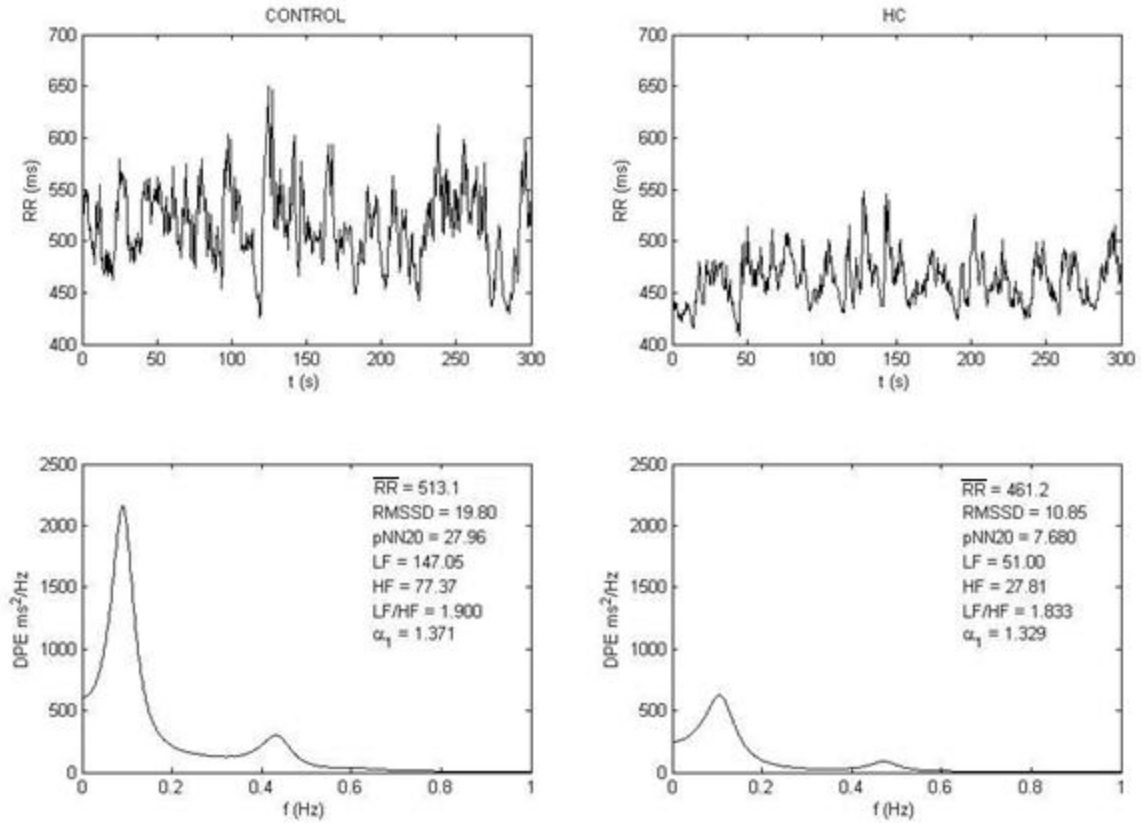 CONTROL
700
650
600
550
500
450
400
RR (ms)
0 50 100 150 200 250 300
t (s)
HC
700
650
600
550
500
450
400
RR (ms)
0 50 100 150 200 250 300
t (s)
2500
2000
1500
1000
500
0
DPE ms²/Hz
RR = 513.1
RMSSD = 19.80
pNN20 = 27.96
LF = 147.05
HF = 77.37
LF/HF = 1.900
α₁ = 1.371
0 0.2 0.4 0.6 0.8 1
f (Hz)
2500
2000
1500
1000
500
0
DPE ms²/Hz
RR = 461.2
RMSSD = 10.85
pNN20 = 7.680
LF = 51.00
HF = 27.81
LF/HF = 1.833
α₁ = 1.329
0 0.2 0.4 0.6 0.8 1
f (Hz)